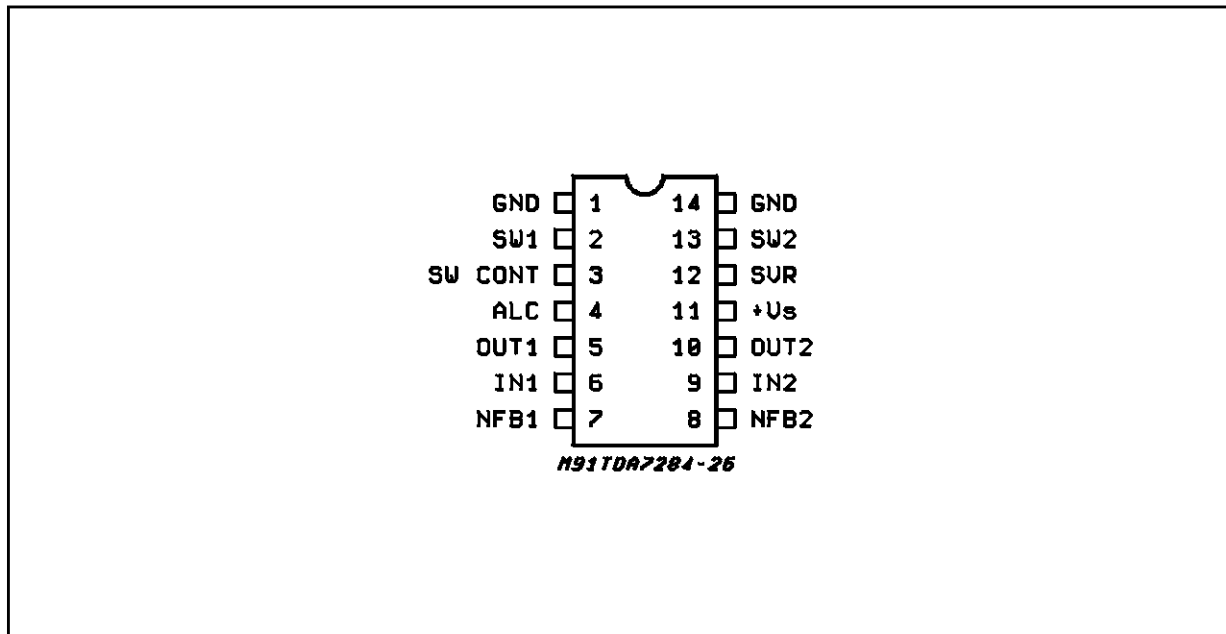 GND 1 14 GND
SW1 2 13 SW2
SW CONT 3 12 SVR
ALC 4 11 +Vs
OUT1 5 10 OUT2
IN1 6 9 IN2
NFB1 7 8 NFB2
M91TDA7284-26